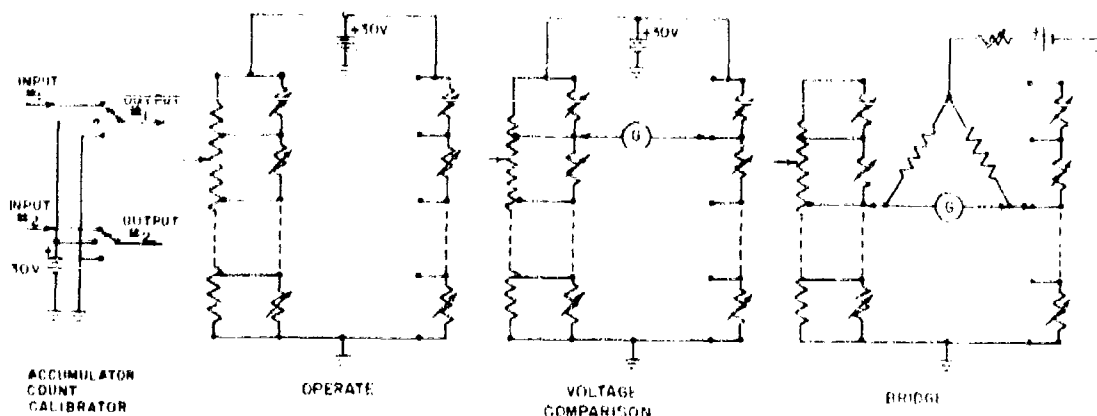 +30V
+30V
+
INPUT
#1
OUTPUT
#1
G
G
INPUT
#2
OUTPUT
#2
+
30V
ACCUMULATOR
COUNT
CALIBRATOR
OPERATE
VOLTAGE
COMPARISON
BRIDGE